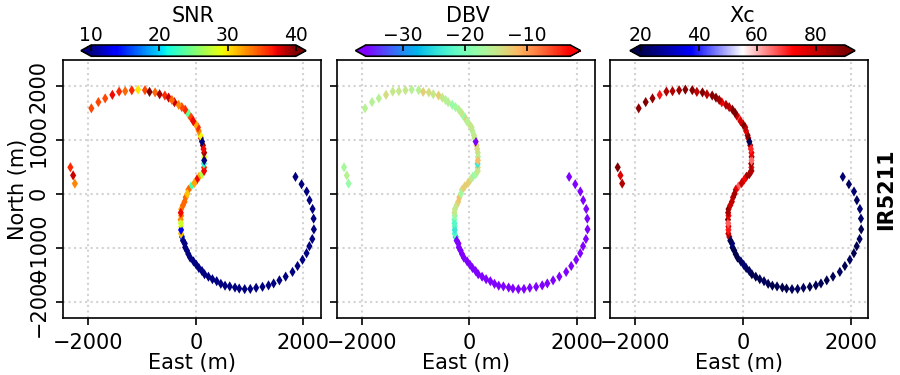 SNR DBV Xc
10 20 30 40 −30 −20 −10 20 40 60 80
2000
1000
0
−1000
−2000
North (m)
IR5211
−2000 0 2000 −2000 0 2000 −2000 0 2000
East (m) East (m) East (m)